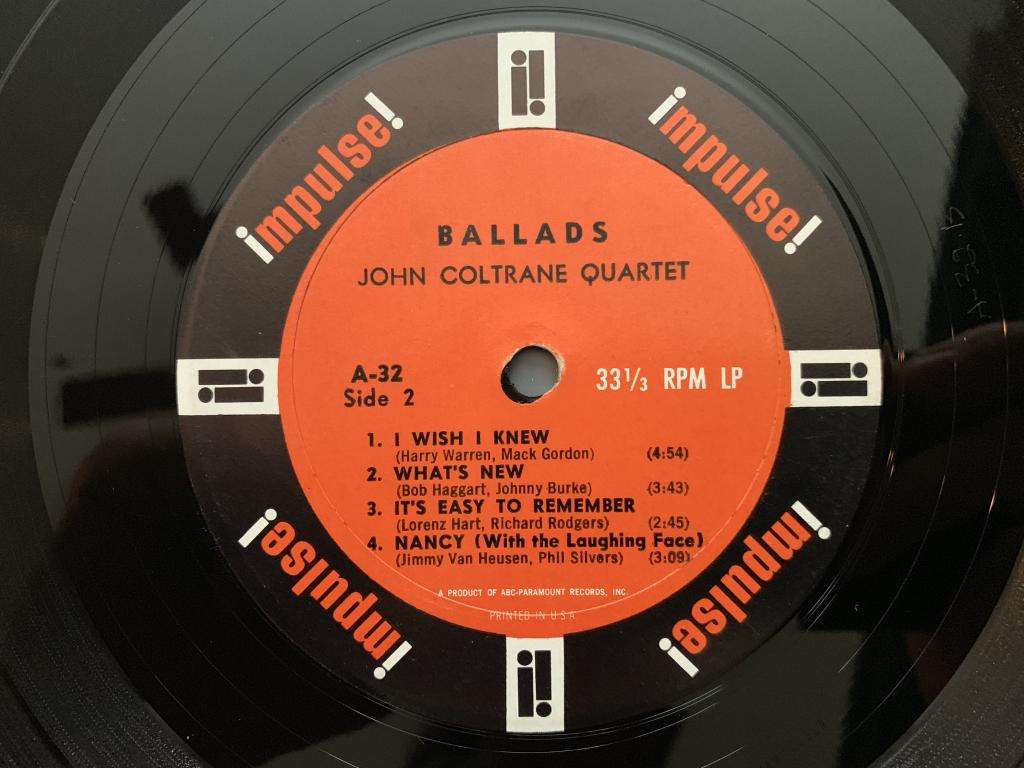 impulse!
impulse!
BALLADS
JOHN COLTRANE QUARTET
A-32
Side 2
33 1/3 RPM LP
1. I WISH I KNEW
(Harry Warren, Mack Gordon) (4:54)
2. WHAT'S NEW
(Bob Haggart, Johnny Burke) (3:43)
3. IT'S EASY TO REMEMBER
(Lorenz Hart, Richard Rodgers) (2:45)
4. NANCY (With the Laughing Face)
(Jimmy Van Heusen, Phil Silvers) (3:09)
A PRODUCT OF ABC-PARAMOUNT RECORDS, INC.
PRINTED IN U.S.A.
impulse!
impulse!